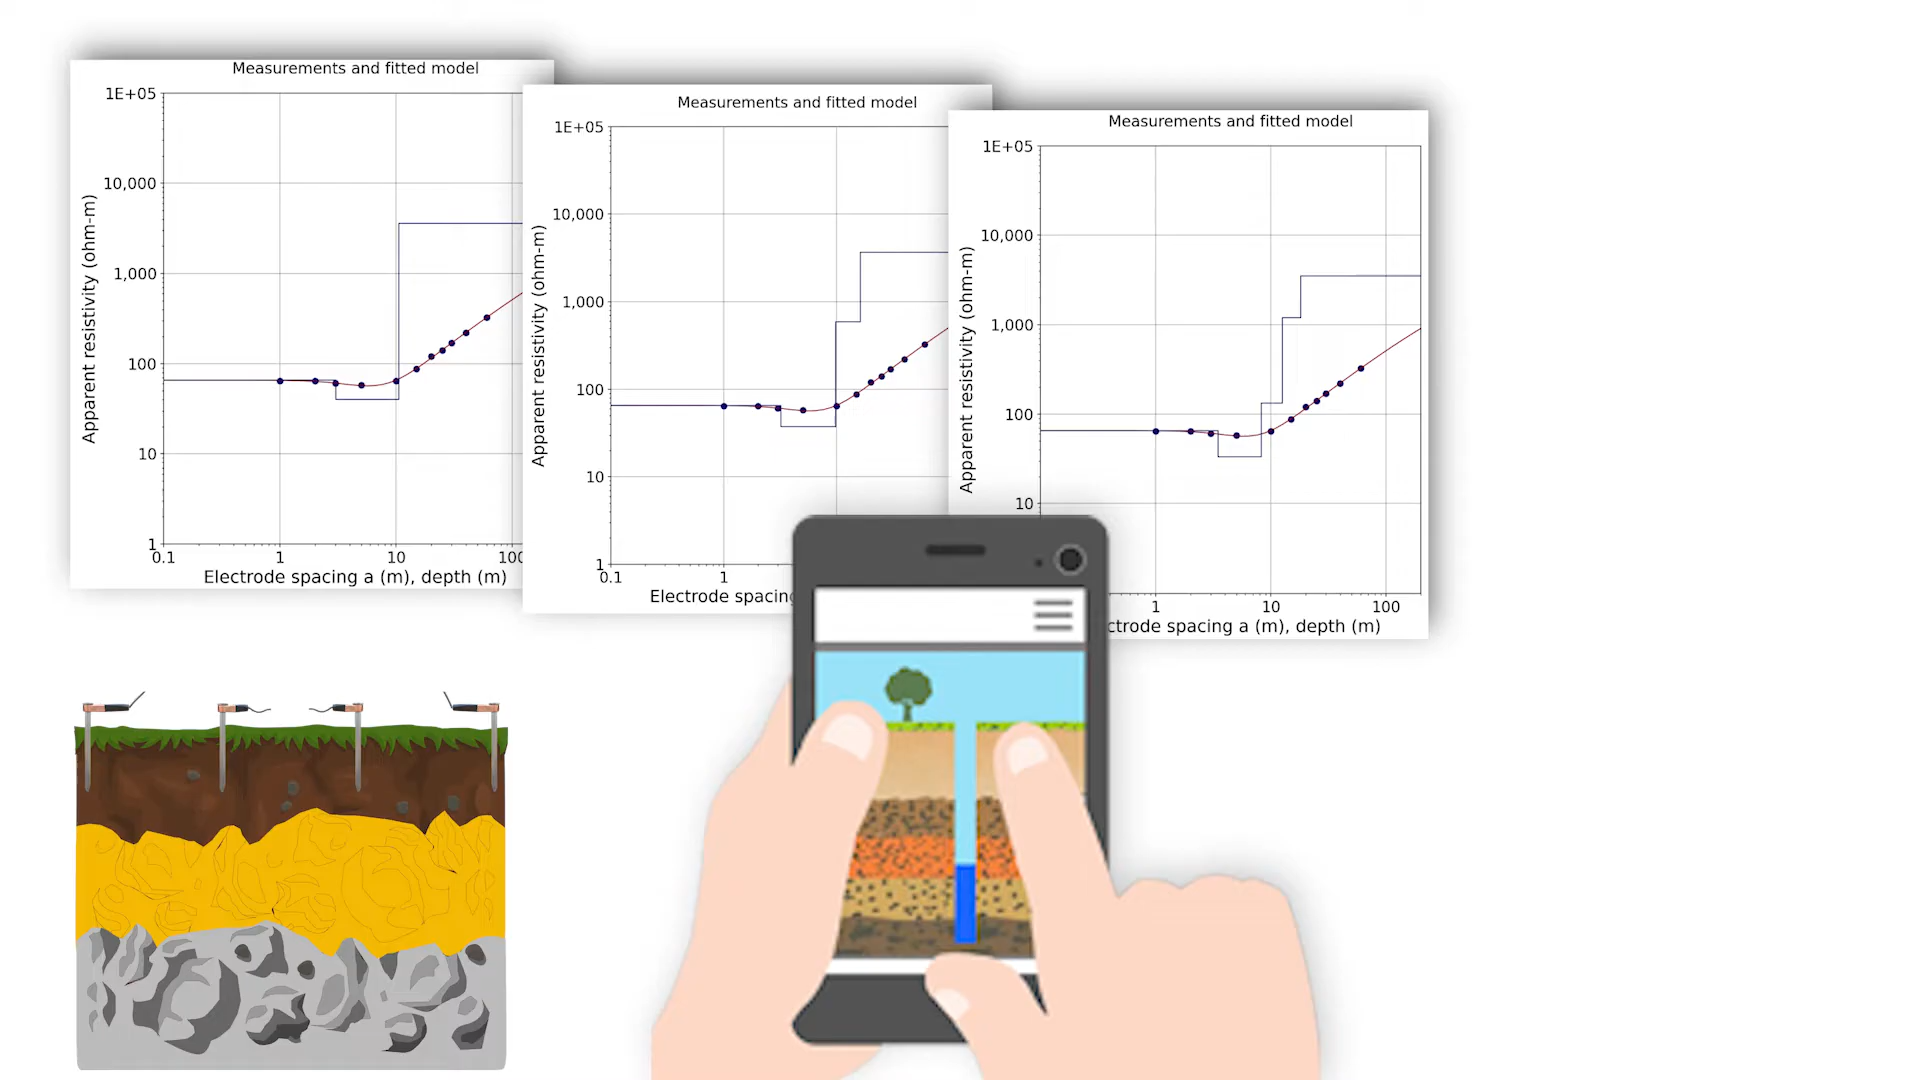 Measurements and fitted model
1E+05
10,000
1,000
100
10
1
0.1
1
10
100
Apparent resistivity (ohm-m)
Electrode spacing a (m), depth (m)
Measurements and fitted model
1E+05
10,000
1,000
100
10
1
0.1
1
Apparent resistivity (ohm-m)
Electrode spacing
Measurements and fitted model
1E+05
10,000
1,000
100
10
1
10
100
Apparent resistivity (ohm-m)
ctrode spacing a (m), depth (m)